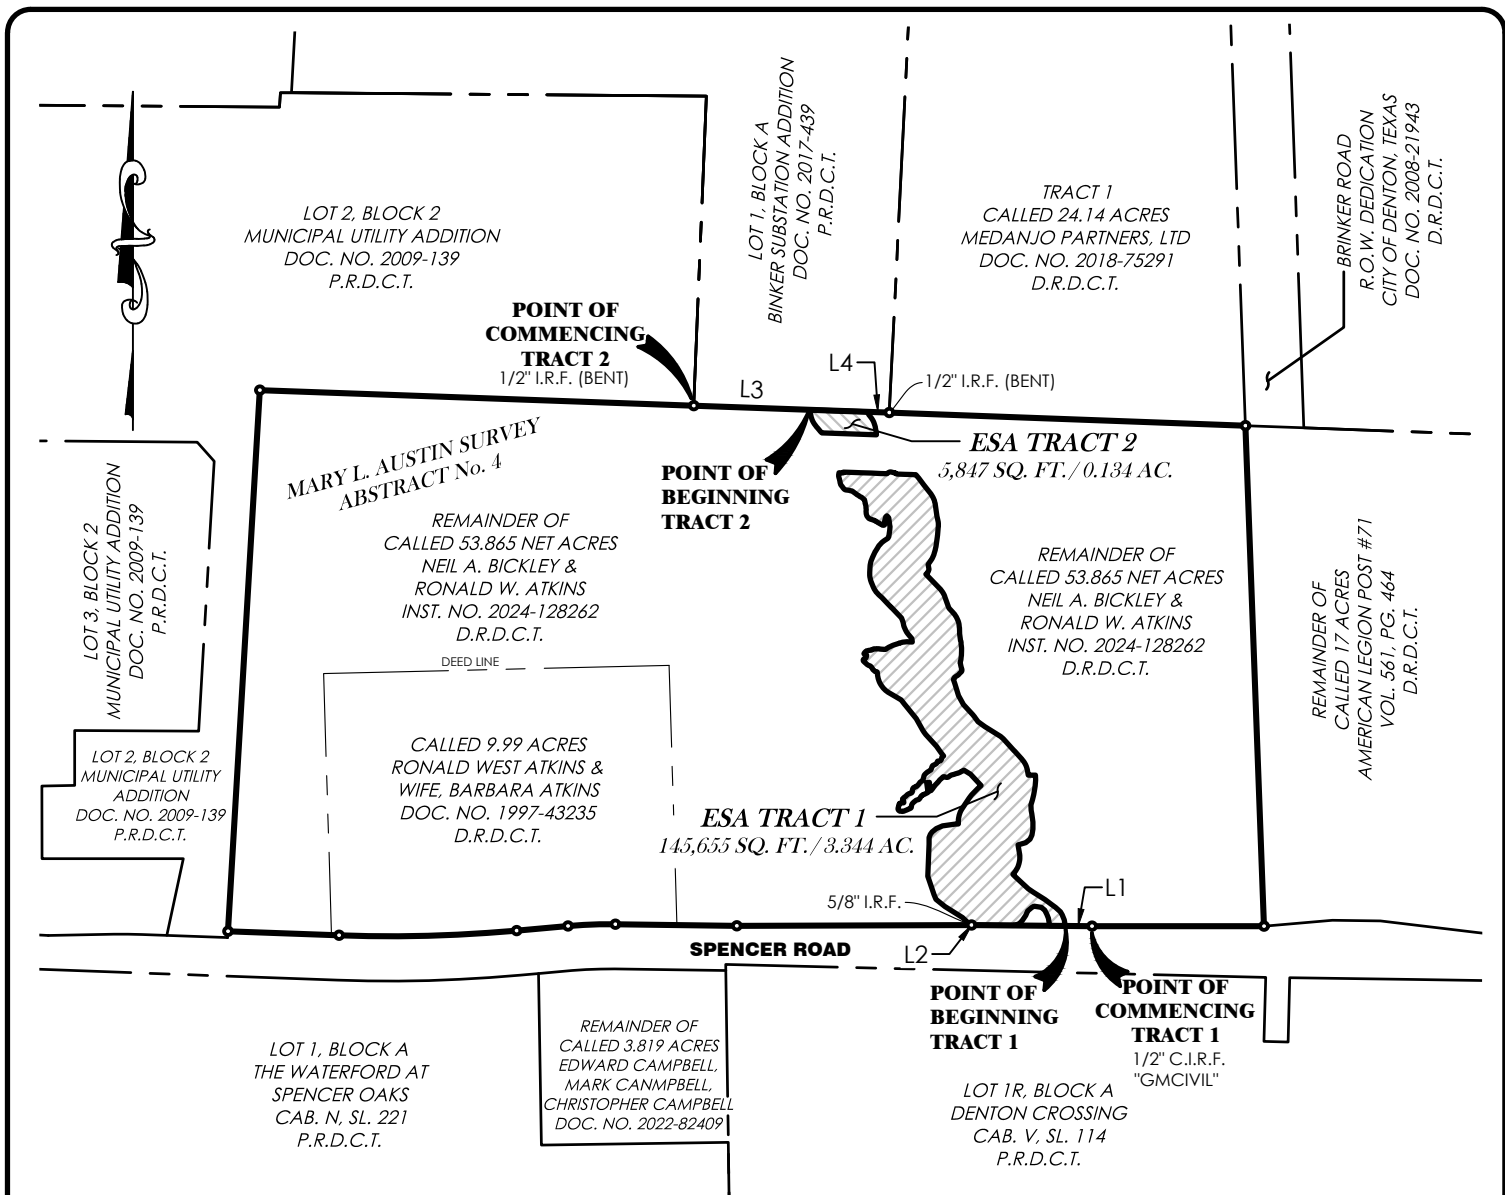 LOT 2, BLOCK 2
MUNICIPAL UTILITY ADDITION
DOC. NO. 2009-139
P.R.D.C.T.
LOT 1, BLOCK A
BINKER SUBSTATION ADDITION
DOC. NO. 2017-439
P.R.D.C.T.
TRACT 1
CALLED 24.14 ACRES
MEDANJO PARTNERS, LTD
DOC. NO. 2018-75291
D.R.D.C.T.
BRINKER ROAD
R.O.W. DEDICATION
CITY OF DENTON, TEXAS
DOC. NO. 2008-21943
D.R.D.C.T.
POINT OF
COMMENCING
TRACT 2
1/2" I.R.F. (BENT)
L3
L4
1/2" I.R.F. (BENT)
ESA TRACT 2
5,847 SQ. FT. / 0.134 AC.
POINT OF
BEGINNING
TRACT 2
MARY L. AUSTIN SURVEY
ABSTRACT No. 4
REMAINDER OF
CALLED 53.865 NET ACRES
NEIL A. BICKLEY &
RONALD W. ATKINS
INST. NO. 2024-128262
D.R.D.C.T.
REMAINDER OF
CALLED 53.865 NET ACRES
NEIL A. BICKLEY &
RONALD W. ATKINS
INST. NO. 2024-128262
D.R.D.C.T.
LOT 3, BLOCK 2
MUNICIPAL UTILITY ADDITION
DOC. NO. 2009-139
P.R.D.C.T.
REMAINDER OF
CALLED 17 ACRES
AMERICAN LEGION POST #71
VOL. 561, PG. 464
D.R.D.C.T.
DEED LINE
LOT 2, BLOCK 2
MUNICIPAL UTILITY
ADDITION
DOC. NO. 2009-139
P.R.D.C.T.
CALLED 9.99 ACRES
RONALD WEST ATKINS &
WIFE, BARBARA ATKINS
DOC. NO. 1997-43235
D.R.D.C.T.
ESA TRACT 1
145,655 SQ. FT. / 3.344 AC.
5/8" I.R.F.
L1
SPENCER ROAD
L2
POINT OF
BEGINNING
TRACT 1
POINT OF
COMMENCING
TRACT 1
1/2" C.I.R.F.
"GMCIVIL"
LOT 1, BLOCK A
THE WATERFORD AT
SPENCER OAKS
CAB. N, SL. 221
P.R.D.C.T.
REMAINDER OF
CALLED 3.819 ACRES
EDWARD CAMPBELL,
MARK CANMPBELL,
CHRISTOPHER CAMPBELL
DOC. NO. 2022-82409
LOT 1R, BLOCK A
DENTON CROSSING
CAB. V, SL. 114
P.R.D.C.T.